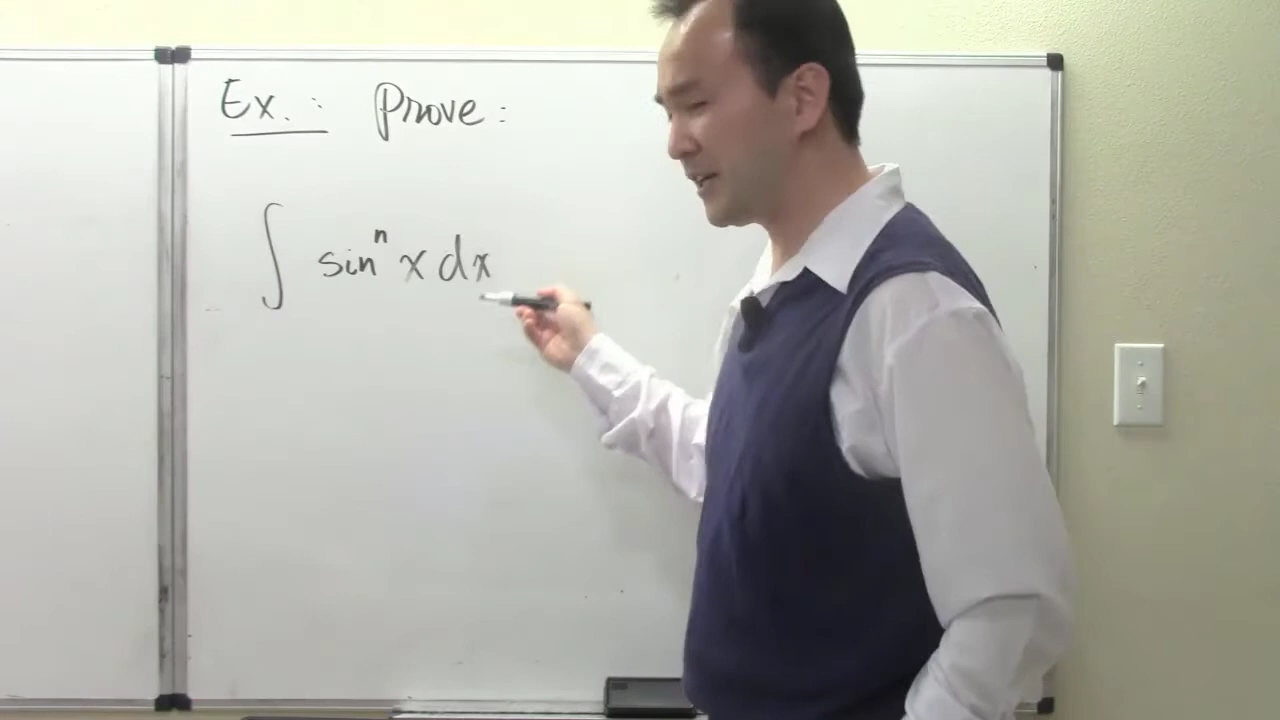 Ex. : Prove :
∫ sinⁿ x dx